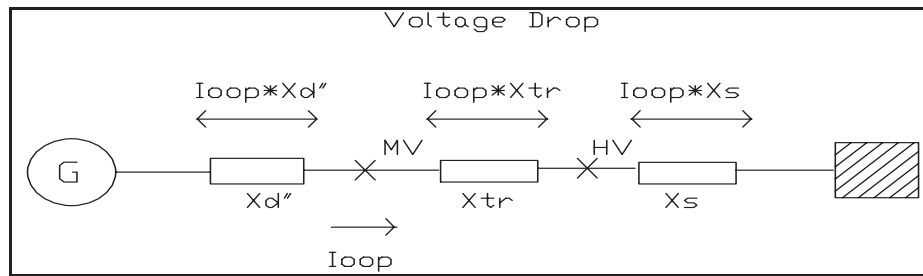 Voltage Drop
Ioop*Xd″ Ioop*Xtr Ioop*Xs
G MV HV
Xd″ Xtr Xs
Ioop